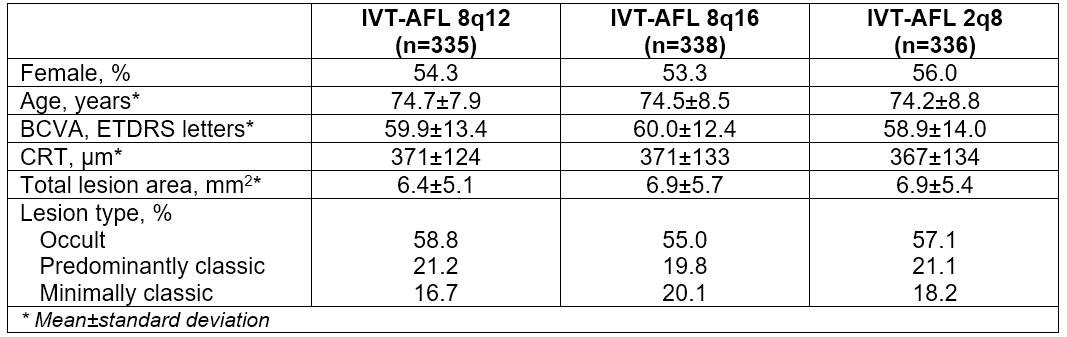 IVT-AFL 8q12 IVT-AFL 8q16 IVT-AFL 2q8
(n=335) (n=338) (n=336)
Female, % 54.3 53.3 56.0
Age, years* 74.7±7.9 74.5±8.5 74.2±8.8
BCVA, ETDRS letters* 59.9±13.4 60.0±12.4 58.9±14.0
CRT, µm* 371±124 371±133 367±134
Total lesion area, mm²* 6.4±5.1 6.9±5.7 6.9±5.4
Lesion type, %
Occult 58.8 55.0 57.1
Predominantly classic 21.2 19.8 21.1
Minimally classic 16.7 20.1 18.2
* Mean±standard deviation